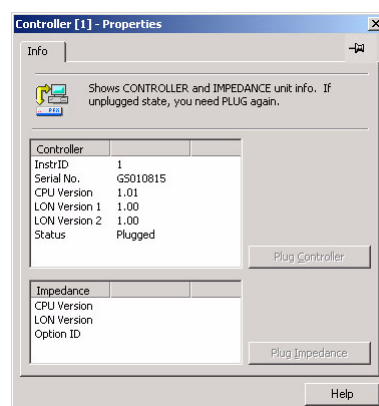 Controller [1] - Properties
Info
Shows CONTROLLER and IMPEDANCE unit info. If
unplugged state, you need PLUG again.
Controller
InstrID 1
Serial No. GS010815
CPU Version 1.01
LON Version 1 1.00
LON Version 2 1.00
Status Plugged
Plug Controller
Impedance
CPU Version
LON Version
Option ID
Plug Impedance
Help